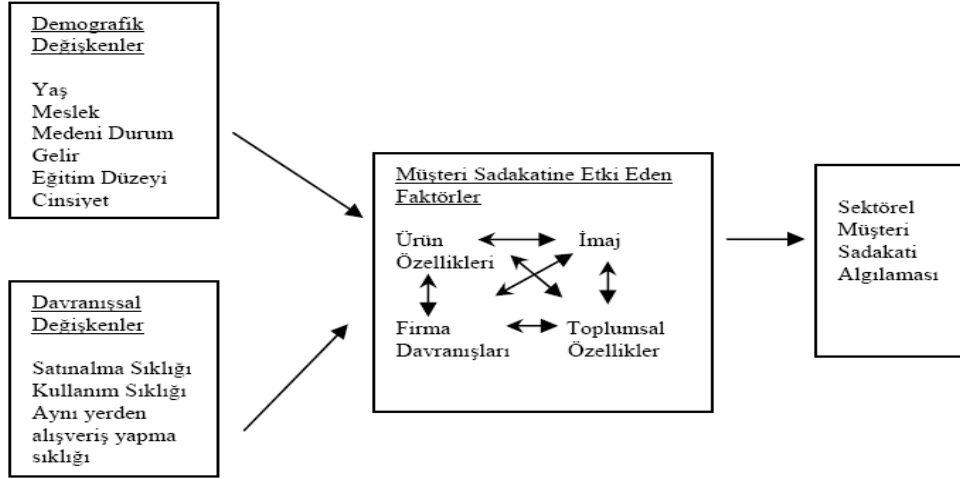 Demografik
Değişkenler
Yaş
Meslek
Medeni Durum
Gelir
Eğitim Düzeyi
Cinsiyet
Davranışsal
Değişkenler
Satınalma Sıklığı
Kullanım Sıklığı
Aynı yerden
alışveriş yapma
sıklığı
Müşteri Sadakatine Etki Eden
Faktörler
Ürün
Özellikleri
İmaj
Firma
Davranışları
Toplumsal
Özellikler
Sektörel
Müşteri
Sadakati
Algılaması